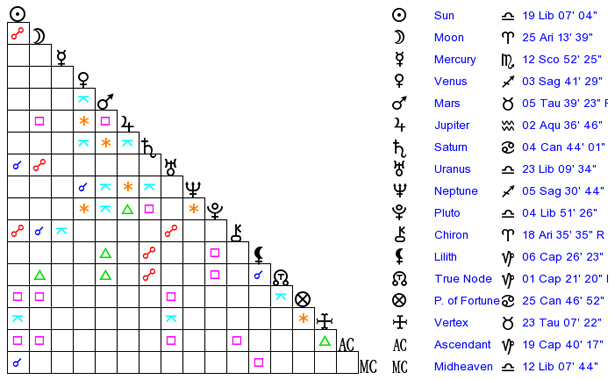 Sun 19 Lib 07' 04"
Moon 25 Ari 13' 39"
Mercury 12 Sco 52' 25"
Venus 03 Sag 41' 29"
Mars 05 Tau 39' 23" R
Jupiter 02 Aqu 36' 46"
Saturn 04 Can 44' 01"
Uranus 23 Lib 09' 34"
Neptune 05 Sag 30' 44"
Pluto 04 Lib 51' 26"
Chiron 18 Ari 35' 35" R
Lilith 06 Cap 26' 23"
True Node 01 Cap 21' 20"
P. of Fortune 25 Can 46' 52"
Vertex 23 Tau 07' 22"
AC AC Ascendant 19 Cap 40' 17"
MC MC Midheaven 12 Lib 07' 44"